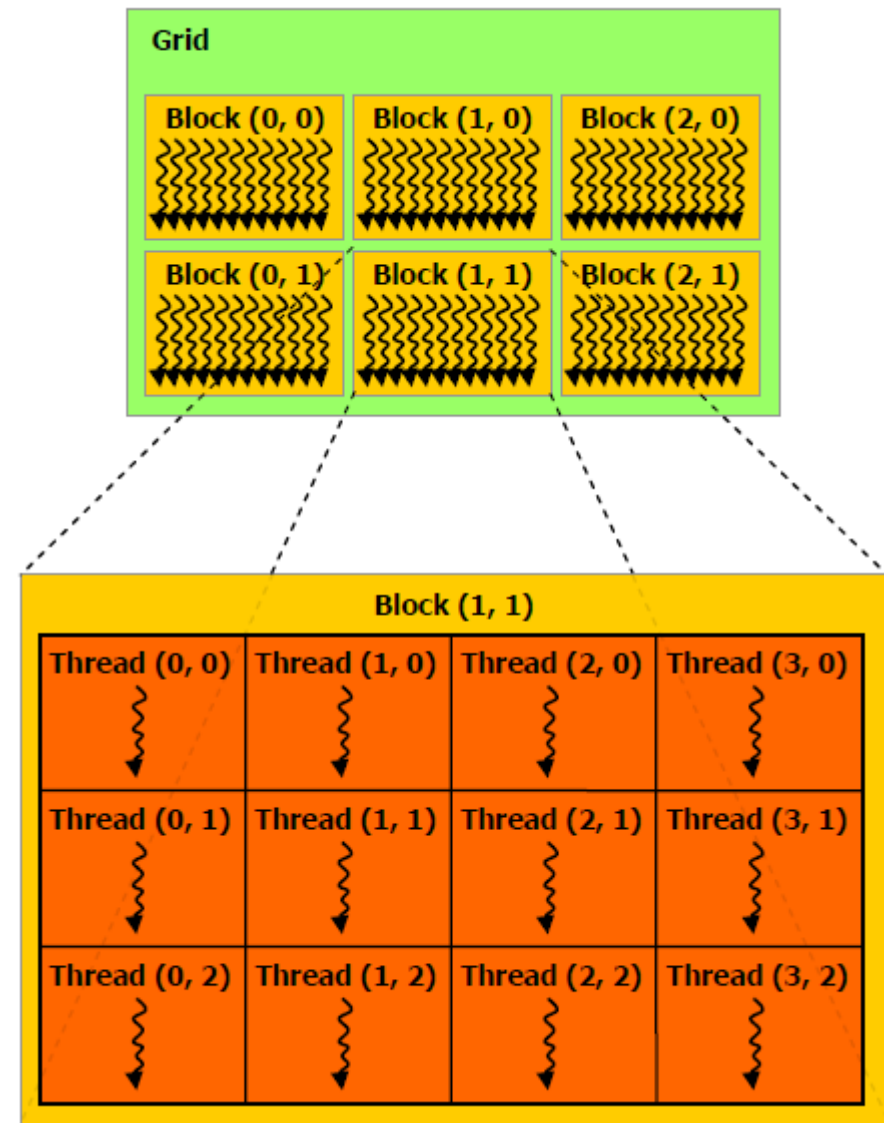 Grid
Block (0, 0) Block (1, 0) Block (2, 0)
Block (0, 1) Block (1, 1) Block (2, 1)
Block (1, 1)
Thread (0, 0) Thread (1, 0) Thread (2, 0) Thread (3, 0)
Thread (0, 1) Thread (1, 1) Thread (2, 1) Thread (3, 1)
Thread (0, 2) Thread (1, 2) Thread (2, 2) Thread (3, 2)